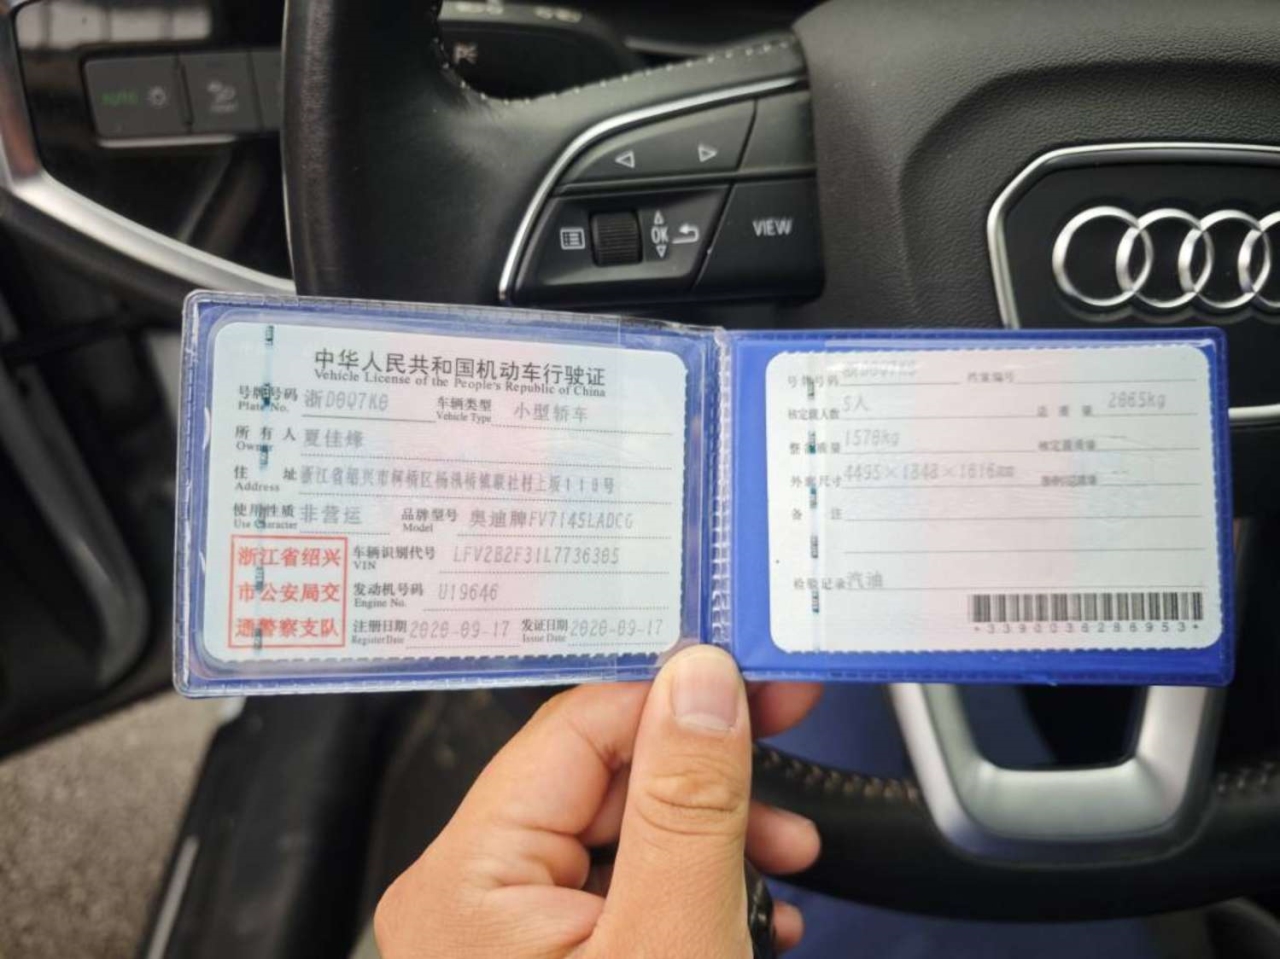 AUTO
OK
VIEW
中华人民共和国机动车行驶证
Vehicle License of the People's Republic of China
号牌号码 浙D0Q7K0 车辆类型 小型轿车
Plate No. Vehicle Type
所有人 夏佳烽
Owner
住址 浙江省绍兴市柯桥区杨汛桥镇
Address
使用性质 非营运 品牌型号 奥迪牌FV7145LADCG
Use Character Model
浙江省绍兴 车辆识别代号 LFV2B2F31L7736305
VIN
市公安局交 发动机号码 U19646
Engine No.
通警察支队 注册日期 2020-09-17 发证日期 2020-09-17
Register Date Issue Date
号牌号码 档案编号
核定载人数 5人 总质量 2065kg
整备质量 1570kg 核定载质量
外廓尺寸 4495×1848×1616mm --
备注
检验记录 汽油
*3390036286953*